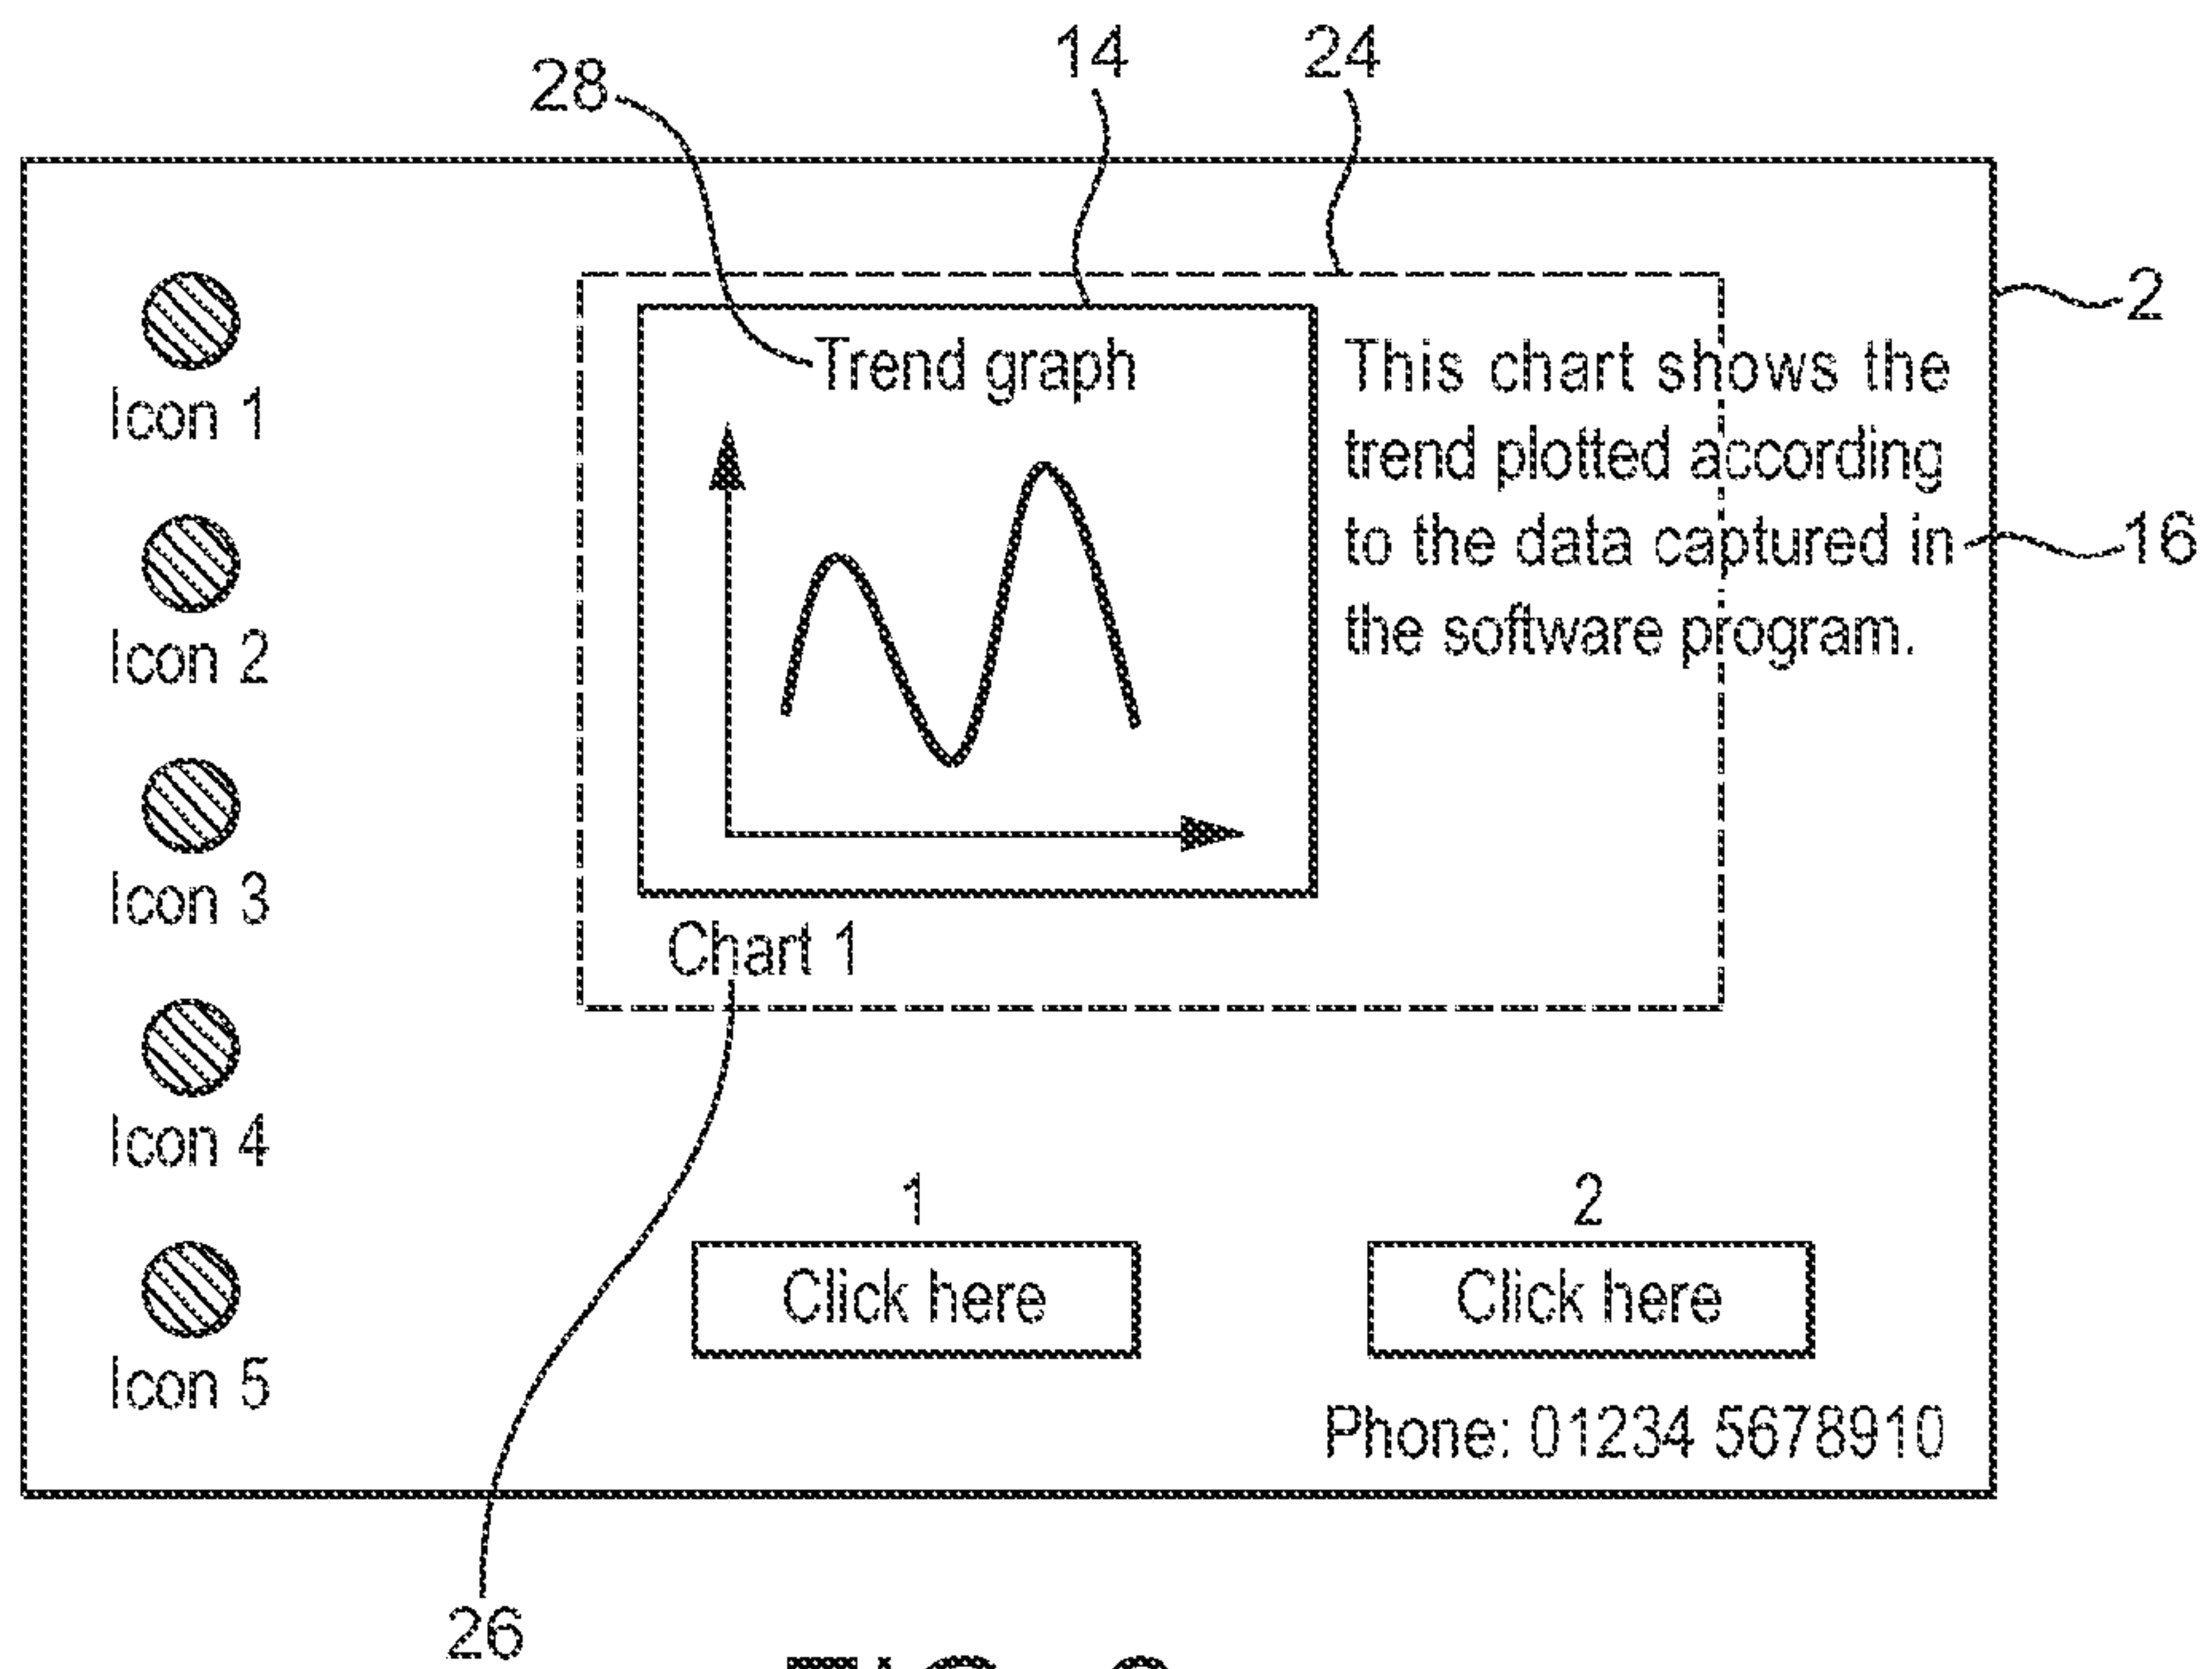 28
14
24
2
Icon 1
Icon 2
Icon 3
Icon 4
Icon 5
Trend graph
This chart shows the
trend plotted according
to the data captured in
the software program.
16
Chart 1
1
Click here
2
Click here
Phone: 01234 5678910
26